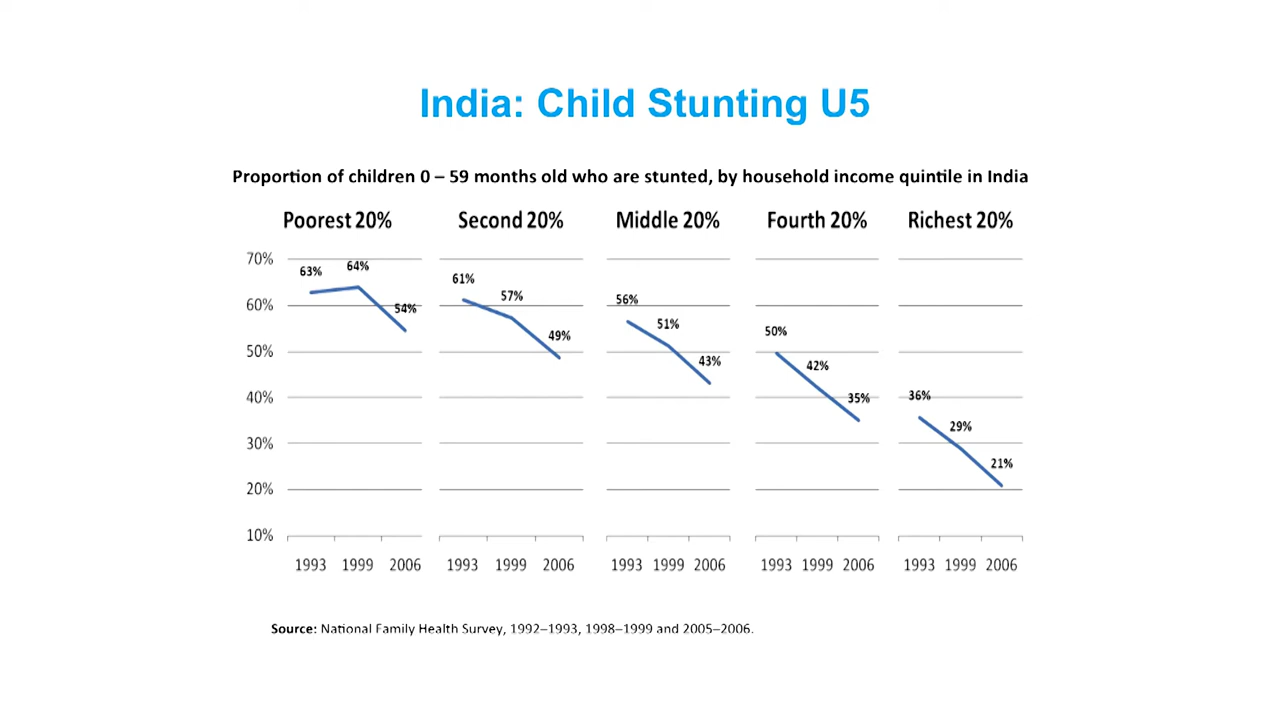 India: Child Stunting U5
Proportion of children 0 – 59 months old who are stunted, by household income quintile in India
Poorest 20% Second 20% Middle 20% Fourth 20% Richest 20%
70%
60%
50%
40%
30%
20%
10%
63% 64% 54%
61% 57% 49%
56% 51% 43%
50% 42% 35%
36% 29% 21%
1993 1999 2006 1993 1999 2006 1993 1999 2006 1993 1999 2006 1993 1999 2006
Source: National Family Health Survey, 1992–1993, 1998–1999 and 2005–2006.